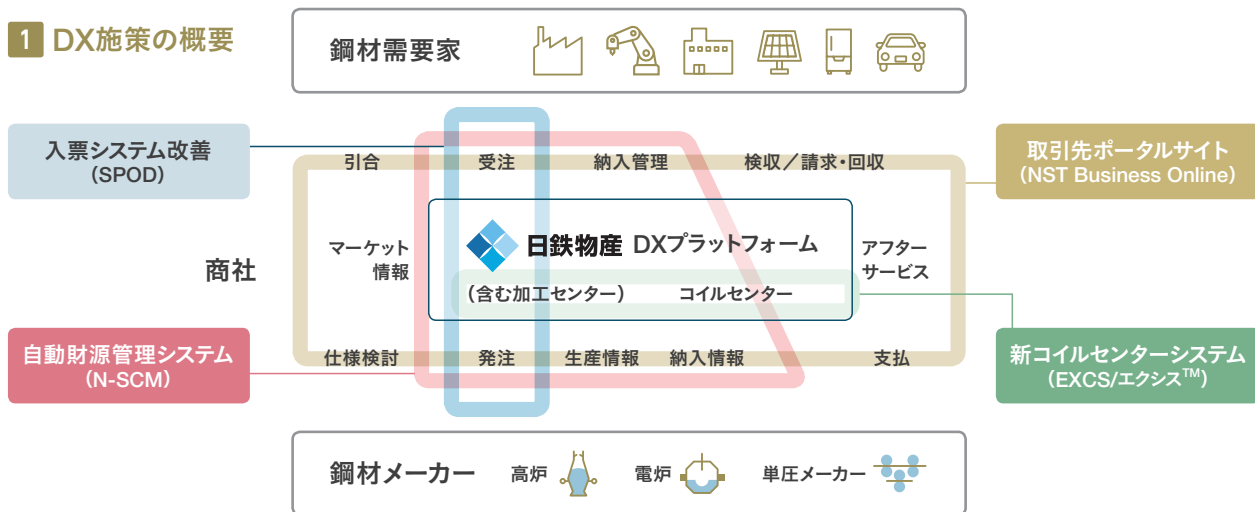 1 DX施策の概要
鋼材需要家
入票システム改善
(SPOD)
取引先ポータルサイト
(NST Business Online)
引合
受注
納入管理
検収／請求・回収
商社
マーケット
情報
日鉄物産 DXプラットフォーム
(含む加工センター)
コイルセンター
アフター
サービス
自動財源管理システム
(N-SCM)
新コイルセンターシステム
(EXCS/エクシス™)
仕様検討
発注
生産情報
納入情報
支払
鋼材メーカー
高炉
電炉
単圧メーカー